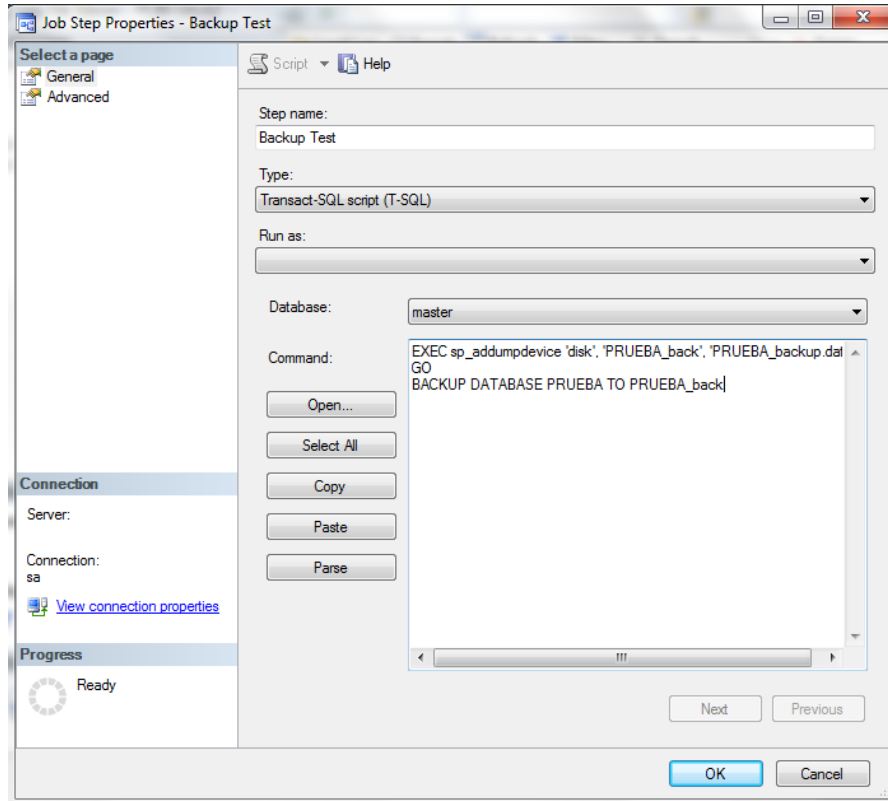 Job Step Properties - Backup Test
Select a page
General
Advanced
Script
Help
Step name:
Backup Test
Type:
Transact-SQL script (T-SQL)
Run as:
Database:
master
Command:
EXEC sp_addumpdevice 'disk', 'PRUEBA_back', 'PRUEBA_backup.dat
GO
BACKUP DATABASE PRUEBA TO PRUEBA_back
Open...
Select All
Copy
Paste
Parse
Connection
Server:
Connection:
sa
View connection properties
Progress
Ready
Next
Previous
OK
Cancel